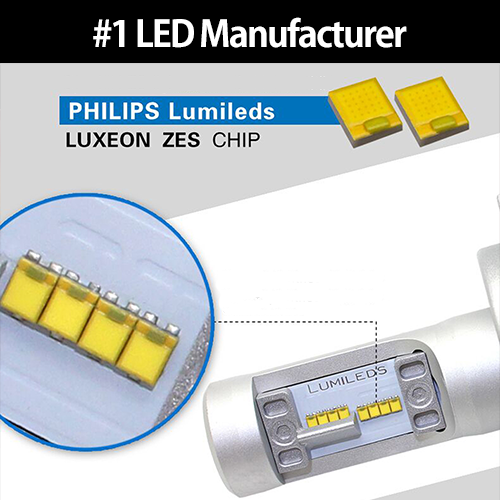 #1 LED Manufacturer
PHILIPS Lumileds
LUXEON ZES CHIP
LUMILEDS